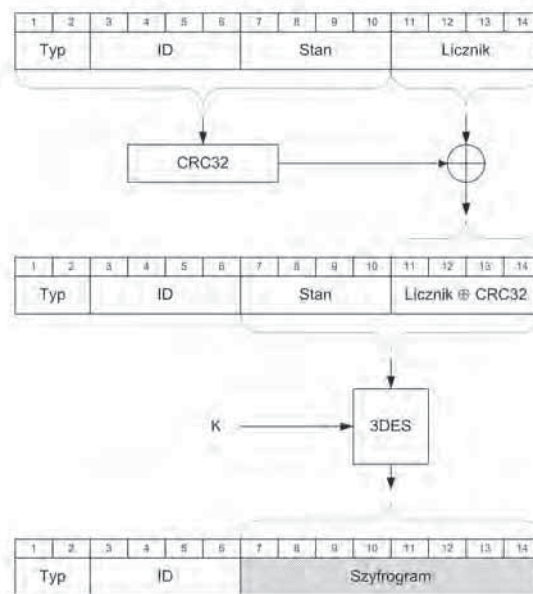 1 2 3 4 5 6 7 8 9 10 11 12 13 14
Typ ID Stan Licznik
CRC32
1 2 3 4 5 6 7 8 9 10 11 12 13 14
Typ ID Stan Licznik ⊕ CRC32
K 3DES
1 2 3 4 5 6 7 8 9 10 11 12 13 14
Typ ID Szyfrogram